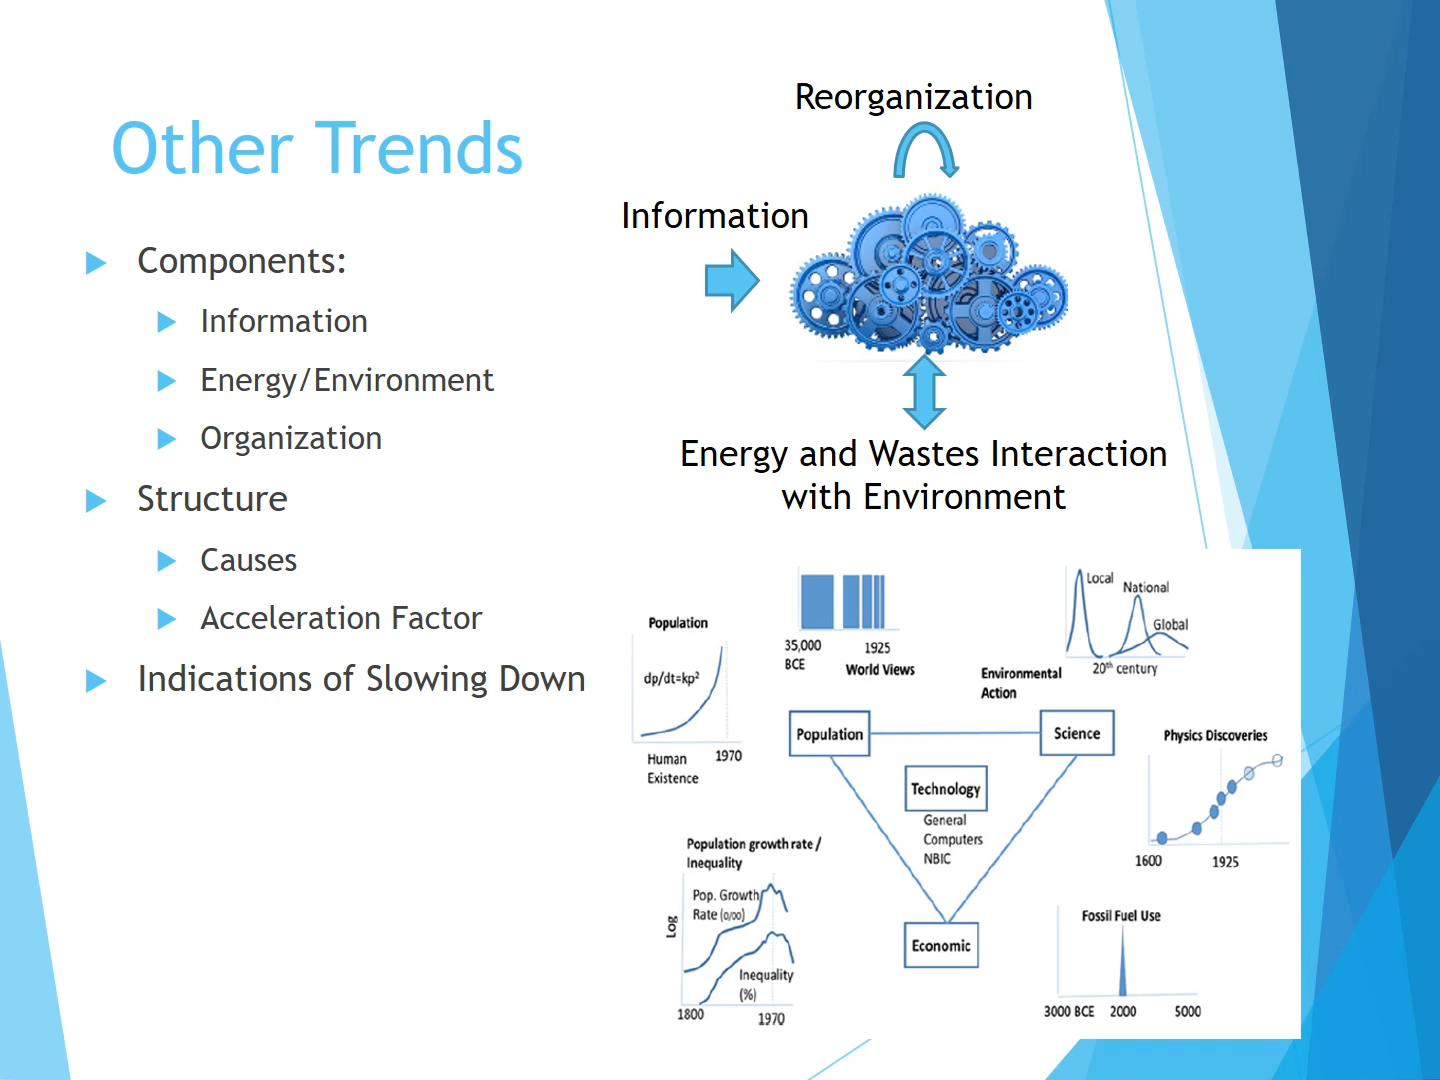 Other Trends
Components:
Information
Energy/Environment
Organization
Structure
Causes
Acceleration Factor
Indications of Slowing Down
Reorganization
Information
Energy and Wastes Interaction
with Environment
Population
dp/dt=kp²
Human
Existence
1970
35,000
BCE
1925
World Views
Local
National
Global
20th century
Environmental
Action
Population
Science
Technology
General
Computers
NBIC
Economic
Physics Discoveries
1600
1925
Population growth rate /
Inequality
Log
Pop. Growth
Rate (o/oo)
Inequality
(%)
1800
1970
Fossil Fuel Use
3000 BCE
2000
5000